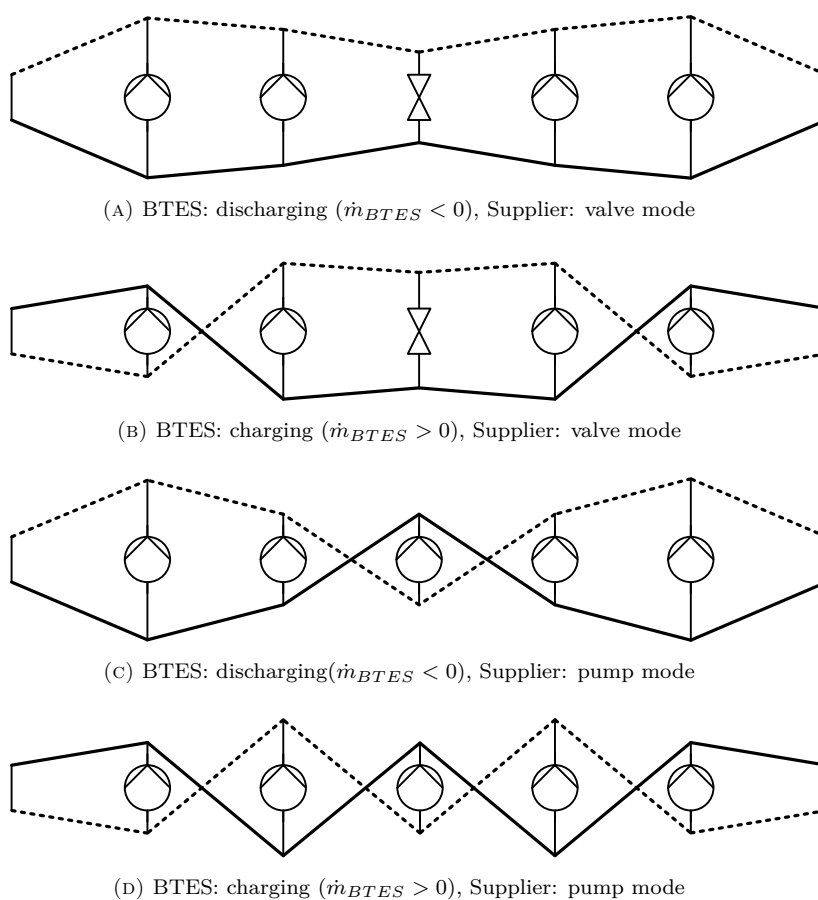 (A) BTES: discharging (ṁ_BTES < 0), Supplier: valve mode
(B) BTES: charging (ṁ_BTES > 0), Supplier: valve mode
(C) BTES: discharging(ṁ_BTES < 0), Supplier: pump mode
(D) BTES: charging (ṁ_BTES > 0), Supplier: pump mode